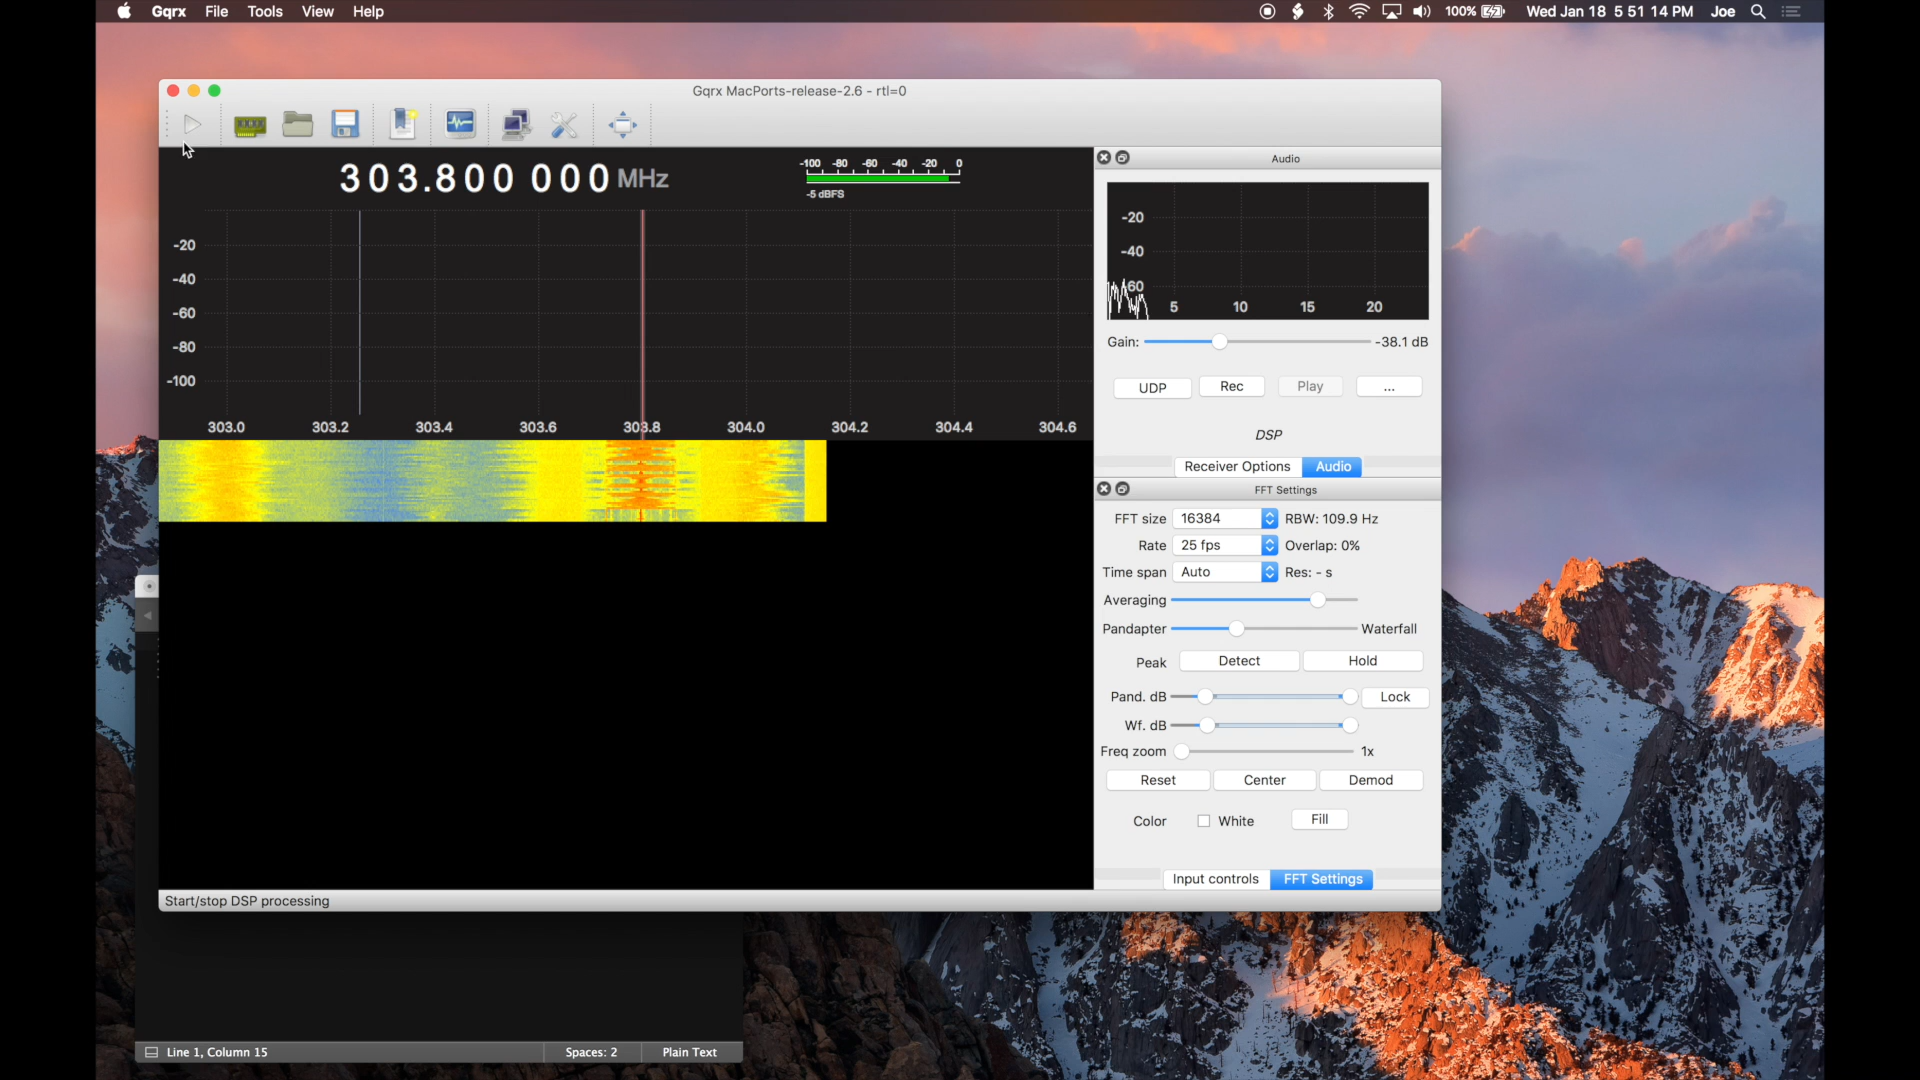 Gqrx File Tools View Help 100% Wed Jan 18 5 51 14 PM Joe
Gqrx MacPorts-release-2.6 - rtl=0
303.800 000 MHz
-100 -80 -60 -40 -20 0
-5 dBFS
-20
-40
-60
-80
-100
303.0 303.2 303.4 303.6 303.8 304.0 304.2 304.4 304.6
Audio
-20
-40
-60
5 10 15 20
Gain: -38.1 dB
UDP Rec Play ...
DSP
Receiver Options Audio
FFT Settings
FFT size 16384 RBW: 109.9 Hz
Rate 25 fps Overlap: 0%
Time span Auto Res: - s
Averaging
Pandapter Waterfall
Peak Detect Hold
Pand. dB Lock
Wf. dB
Freq zoom 1x
Reset Center Demod
Color White Fill
Input controls FFT Settings
Start/stop DSP processing
Line 1, Column 15 Spaces: 2 Plain Text